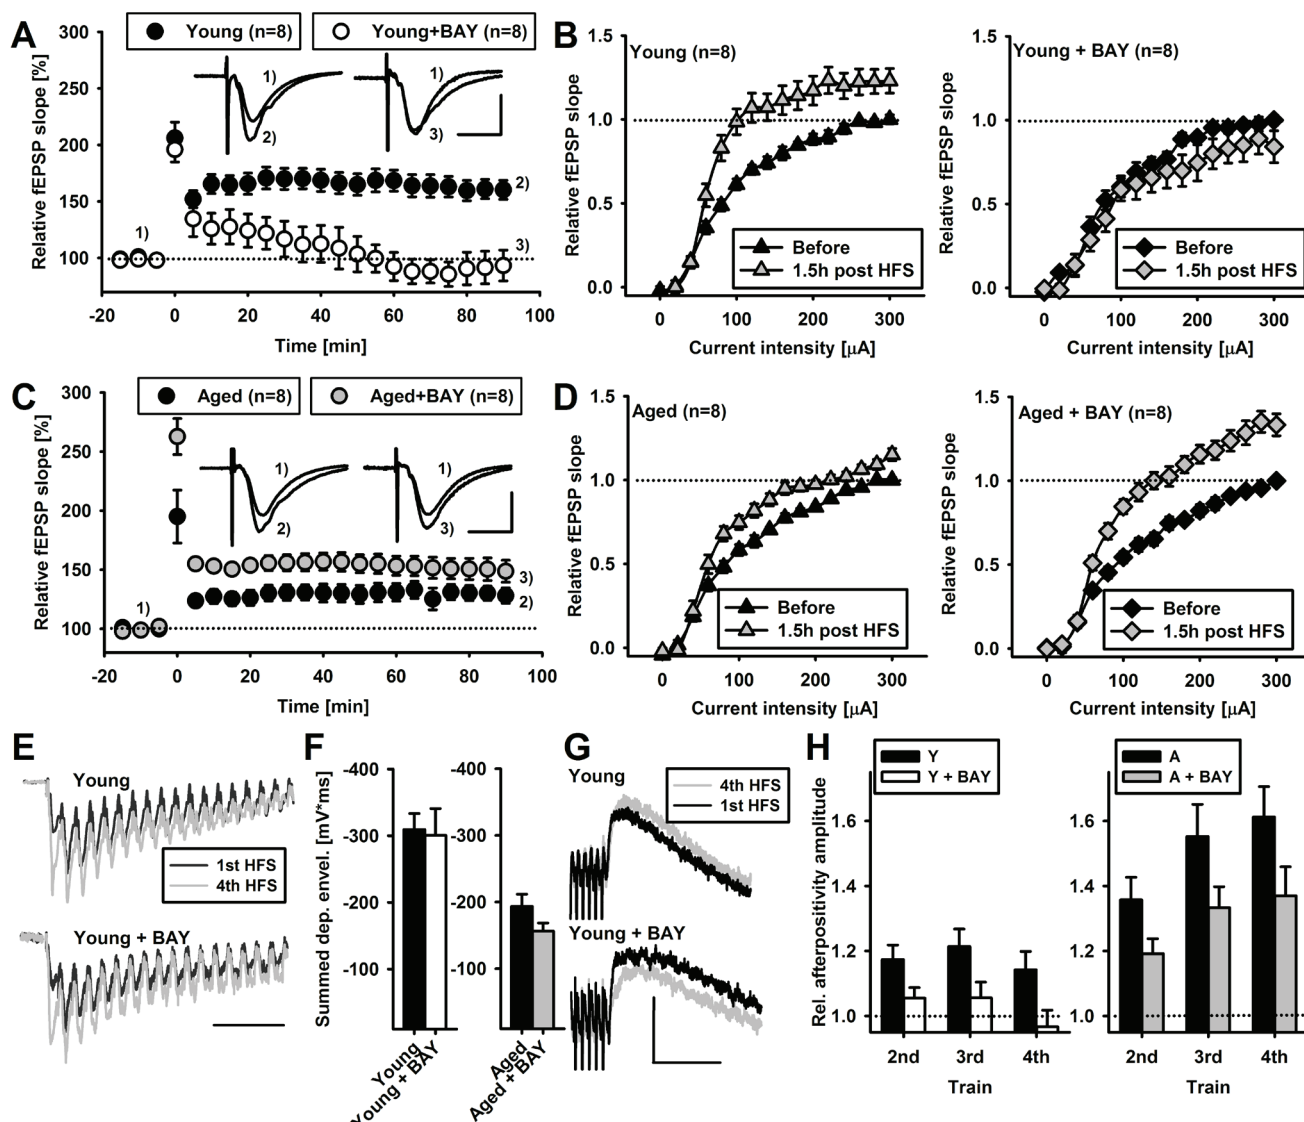 A
Young (n=8)
Young+BAY (n=8)
Relative fEPSP slope [%]
300
250
200
150
100
1)
1)
2)
1)
3)
2)
3)
-20 0 20 40 60 80 100
Time [min]
B
Young (n=8)
Relative fEPSP slope
1.5
1.0
0.5
0.0
Before
1.5h post HFS
0 100 200 300
Current intensity [µA]
Young + BAY (n=8)
Relative fEPSP slope
1.5
1.0
0.5
0.0
Before
1.5h post HFS
0 100 200 300
Current intensity [µA]
C
Aged (n=8)
Aged+BAY (n=8)
Relative fEPSP slope [%]
300
250
200
150
100
1)
1)
2)
1)
3)
3)
2)
-20 0 20 40 60 80 100
Time [min]
D
Aged (n=8)
Relative fEPSP slope
1.5
1.0
0.5
0.0
Before
1.5h post HFS
0 100 200 300
Current intensity [µA]
Aged + BAY (n=8)
Relative fEPSP slope
1.5
1.0
0.5
0.0
Before
1.5h post HFS
0 100 200 300
Current intensity [µA]
E
Young
1st HFS
4th HFS
Young + BAY
F
Summed dep. envel. [mV*ms]
-400
-300
-200
-100
Young
Young + BAY
-400
-300
-200
-100
Aged
Aged + BAY
G
Young
4th HFS
1st HFS
Young + BAY
H
Y
Y + BAY
Rel. afterpositivity amplitude
1.6
1.4
1.2
1.0
2nd 3rd 4th
Train
A
A + BAY
1.6
1.4
1.2
1.0
2nd 3rd 4th
Train